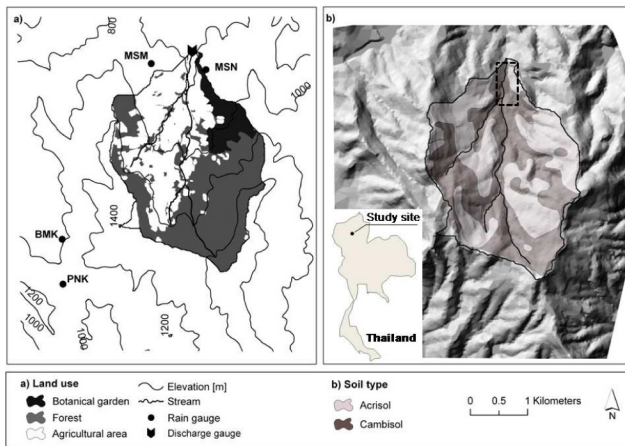 a)
800
MSM
MSN
1000
1400
BMK
PNK
1200
1000
1200
b)
Study site
Thailand
a) Land use
Botanical garden
Forest
Agricultural area
Elevation [m]
Stream
Rain gauge
Discharge gauge
b) Soil type
Acrisol
Cambisol
0 0.5 1 Kilometers
N